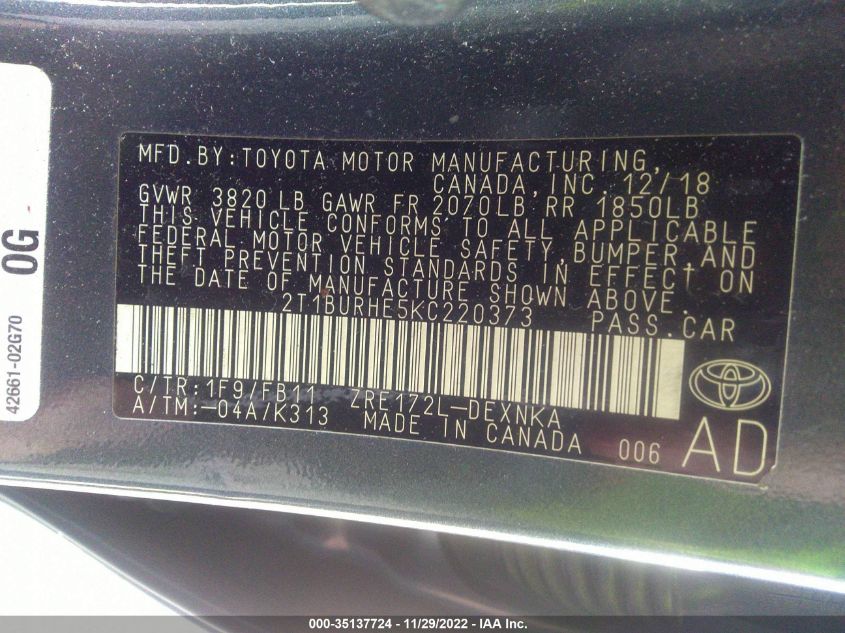 MFD.BY:TOYOTA MOTOR MANUFACTURING,
CANADA,INC. 12/18
GVWR 3820 LB GAWR FR 2070LB RR 1850LB
THIS VEHICLE CONFORMS TO ALL APPLICABLE
FEDERAL MOTOR VEHICLE SAFETY,BUMPER,AND
THEFT PREVENTION STANDARDS IN EFFECT ON
THE DATE OF MANUFACTURE SHOWN ABOVE.
2T1BURHE5KC220373 PASS.CAR
C/TR:1F9/FB11 ZRE172L-DEXNKA
A/TM:-04A/K313 MADE IN CANADA 006 AD
0G
42661-02G70
000-35137724 - 11/29/2022 - IAA Inc.